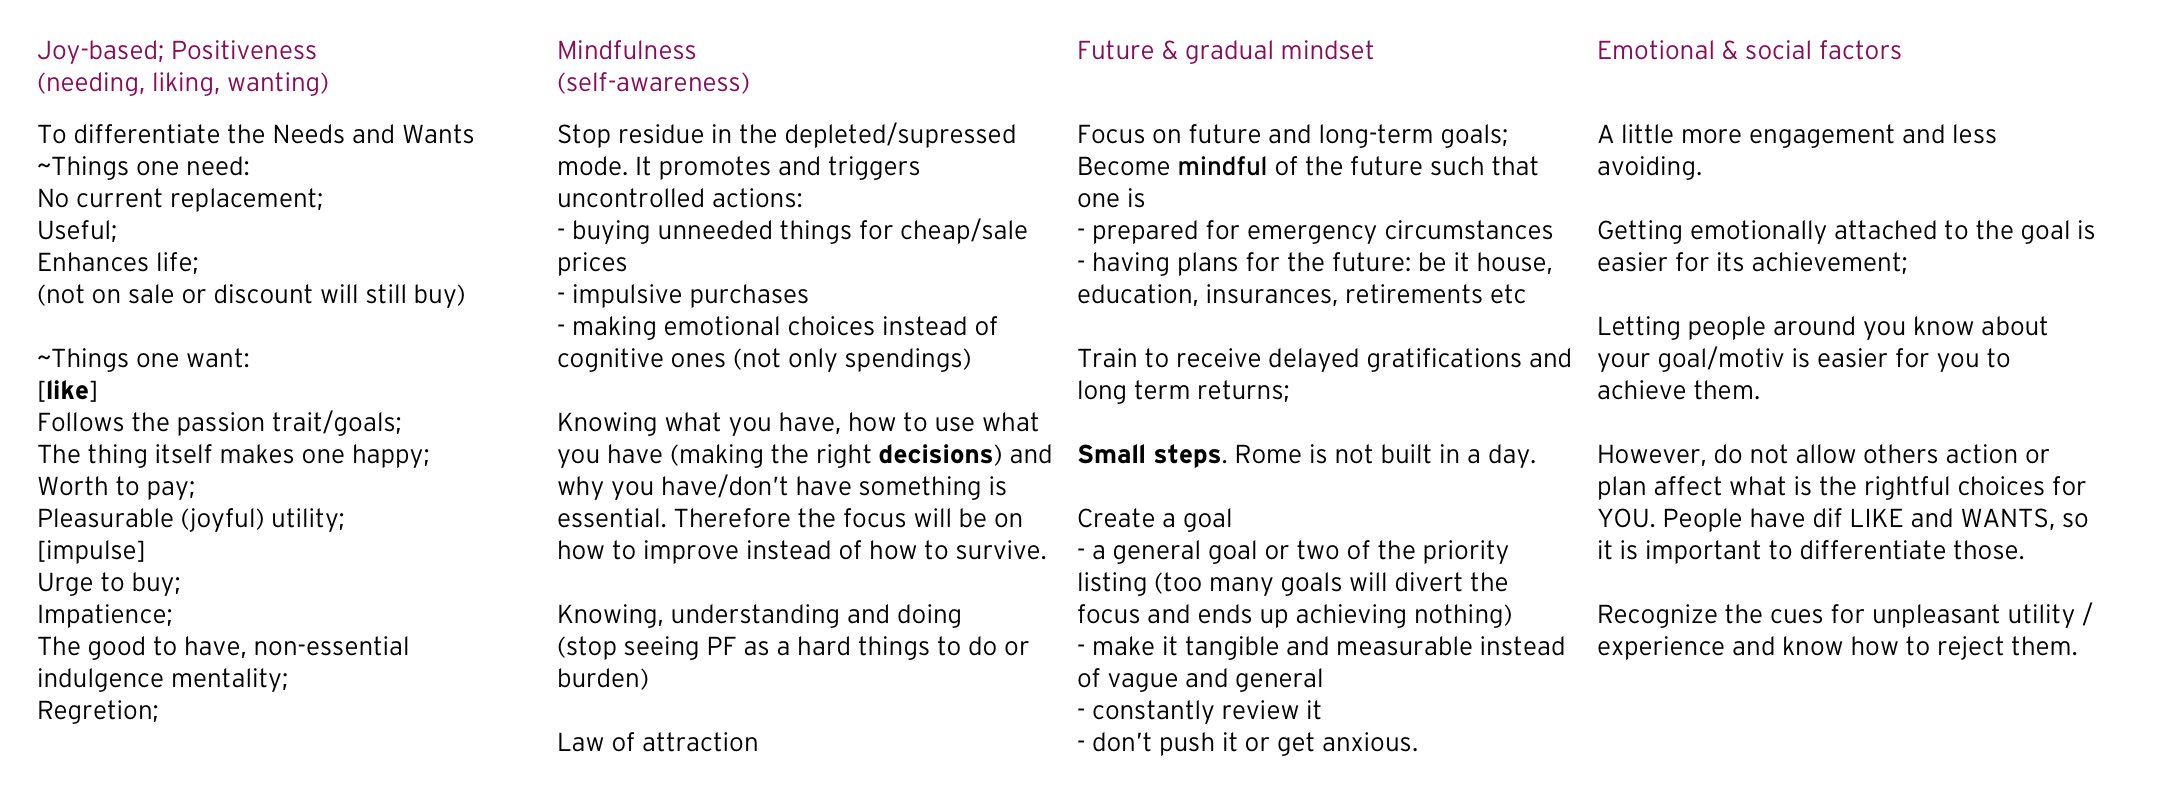 Joy-based; Positiveness
(needing, liking, wanting)
To differentiate the Needs and Wants
~Things one need:
No current replacement;
Useful;
Enhances life;
(not on sale or discount will still buy)
~Things one want:
[like]
Follows the passion trait/goals;
The thing itself makes one happy;
Worth to pay;
Pleasurable (joyful) utility;
[impulse]
Urge to buy;
Impatience;
The good to have, non-essential
indulgence mentality;
Regretion;
Mindfulness
(self-awareness)
Stop residue in the depleted/supressed
mode. It promotes and triggers
uncontrolled actions:
- buying unneeded things for cheap/sale
prices
- impulsive purchases
- making emotional choices instead of
cognitive ones (not only spendings)
Knowing what you have, how to use what
you have (making the right decisions) and
why you have/don't have something is
essential. Therefore the focus will be on
how to improve instead of how to survive.
Knowing, understanding and doing
(stop seeing PF as a hard things to do or
burden)
Law of attraction
Future & gradual mindset
Focus on future and long-term goals;
Become mindful of the future such that
one is
- prepared for emergency circumstances
- having plans for the future: be it house,
education, insurances, retirements etc
Train to receive delayed gratifications and
long term returns;
Small steps. Rome is not built in a day.
Create a goal
- a general goal or two of the priority
listing (too many goals will divert the
focus and ends up achieving nothing)
- make it tangible and measurable instead
of vague and general
- constantly review it
- don't push it or get anxious.
Emotional & social factors
A little more engagement and less
avoiding.
Getting emotionally attached to the goal is
easier for its achievement;
Letting people around you know about
your goal/motiv is easier for you to
achieve them.
However, do not allow others action or
plan affect what is the rightful choices for
YOU. People have dif LIKE and WANTS, so
it is important to differentiate those.
Recognize the cues for unpleasant utility /
experience and know how to reject them.